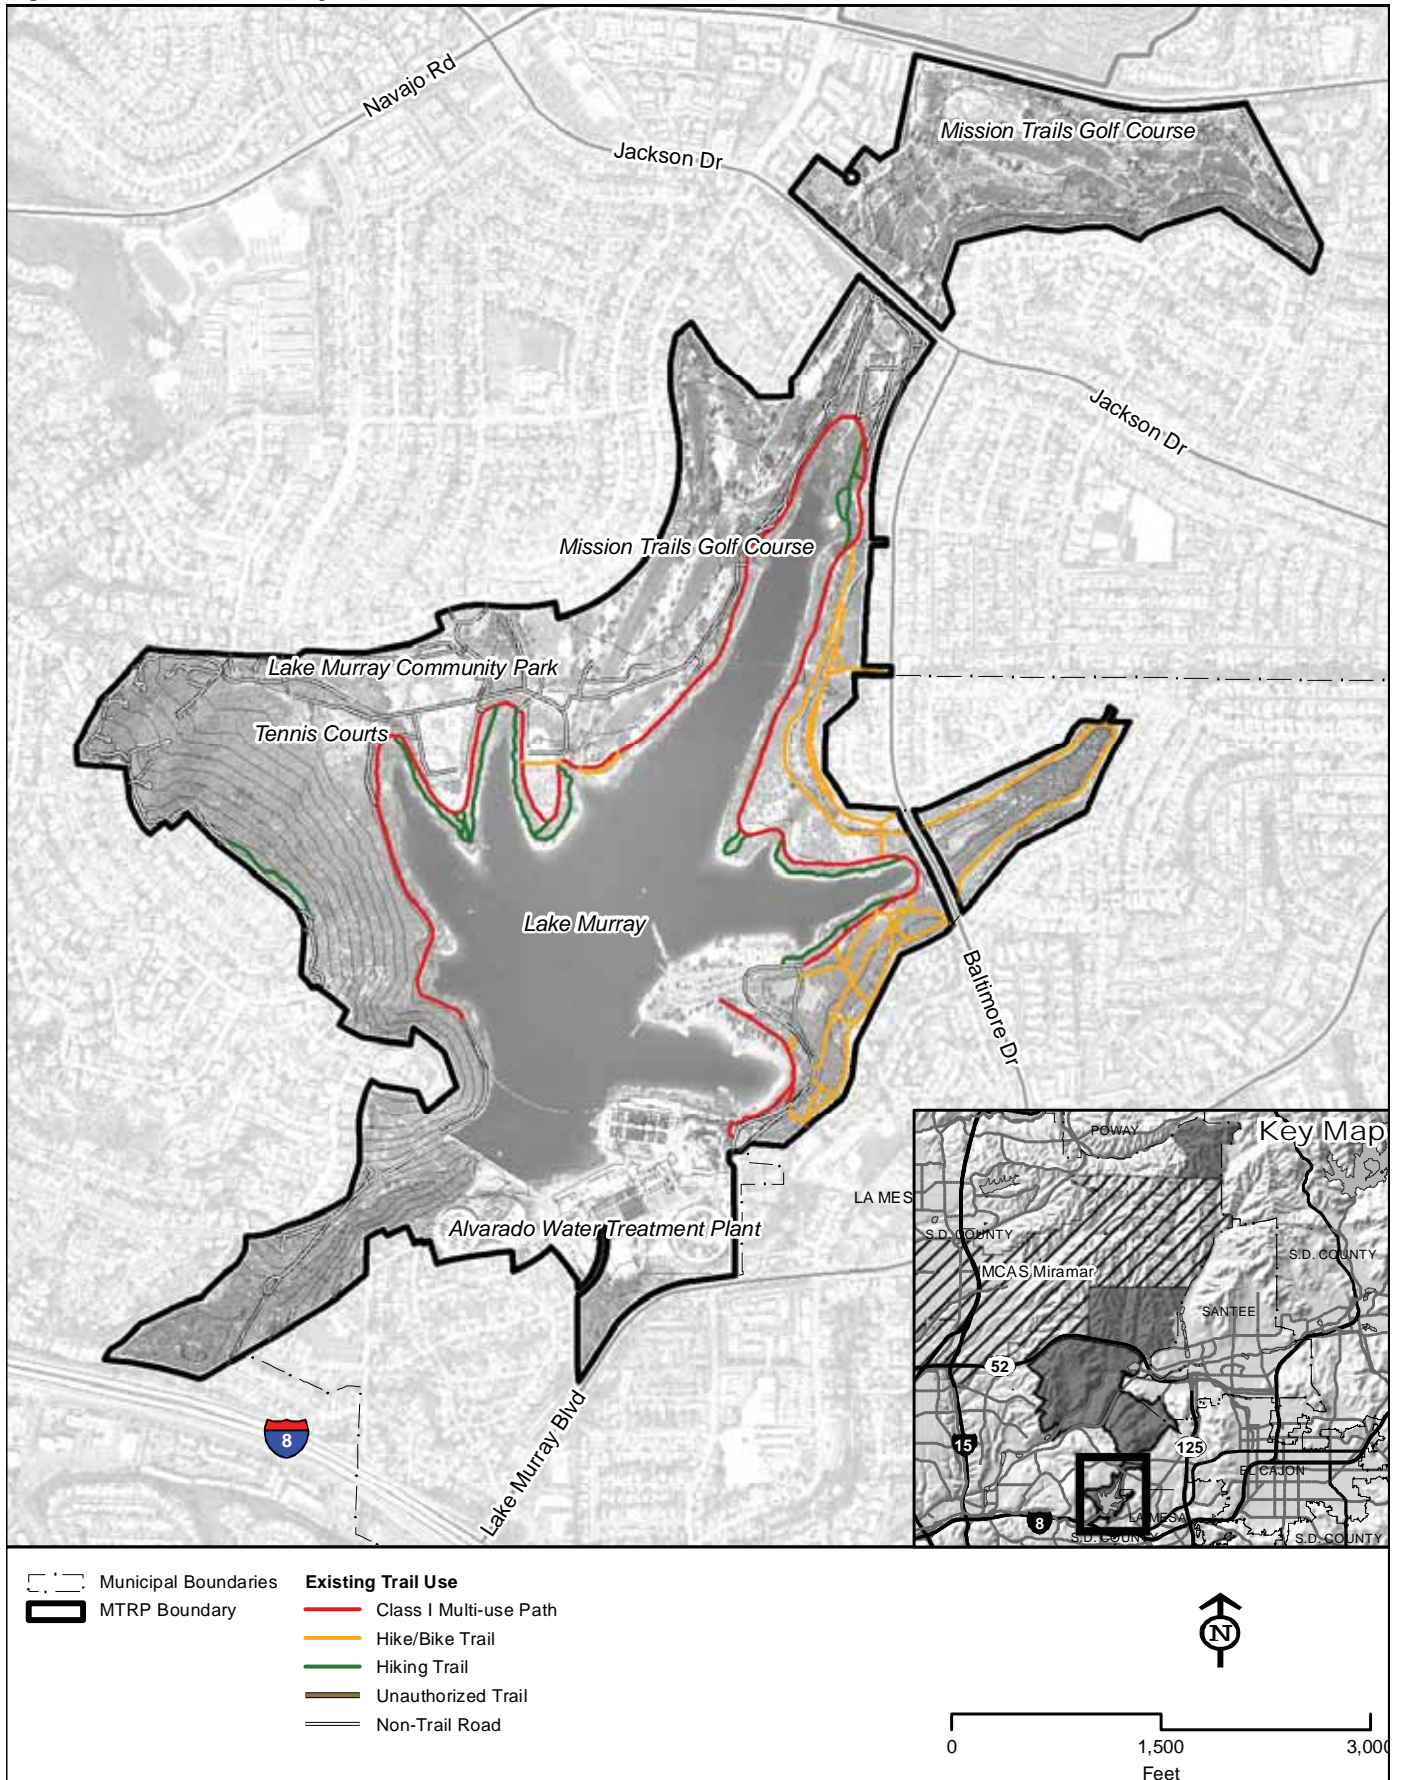 Navajo Rd
Jackson Dr
Mission Trails Golf Course
Jackson Dr
Mission Trails Golf Course
Lake Murray Community Park
Tennis Courts
Lake Murray
Baltimore Dr
LA MES
Alvarado Water Treatment Plant
8
Lake Murray Blvd
Key Map
POWAY
S.D. COUNTY
S.D. COUNTY
MCAS Miramar
SANTEE
52
15
125
EL CAJON
8
LA MESA
S.D. COUNTY
S.D. COUNTY
Municipal Boundaries
MTRP Boundary
Existing Trail Use
Class I Multi-use Path
Hike/Bike Trail
Hiking Trail
Unauthorized Trail
Non-Trail Road
N
0 1,500 3,000
Feet